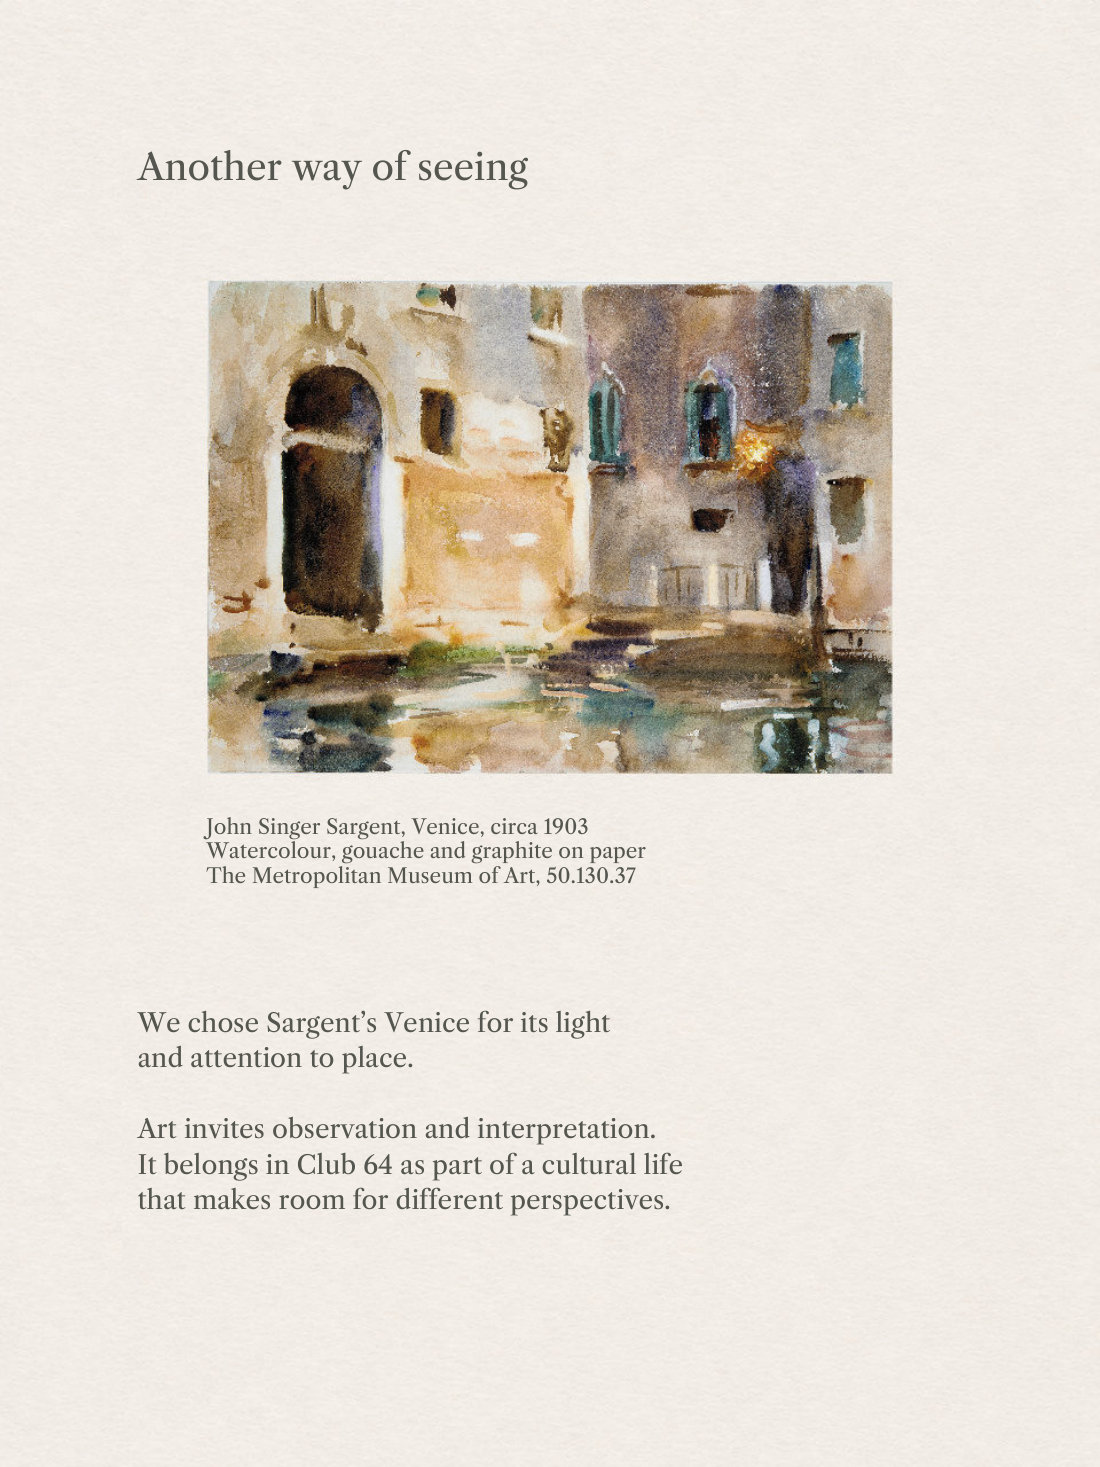 Another way of seeing
John Singer Sargent, Venice, circa 1903
Watercolour, gouache and graphite on paper
The Metropolitan Museum of Art, 50.130.37
We chose Sargent’s Venice for its light
and attention to place.
Art invites observation and interpretation.
It belongs in Club 64 as part of a cultural life
that makes room for different perspectives.